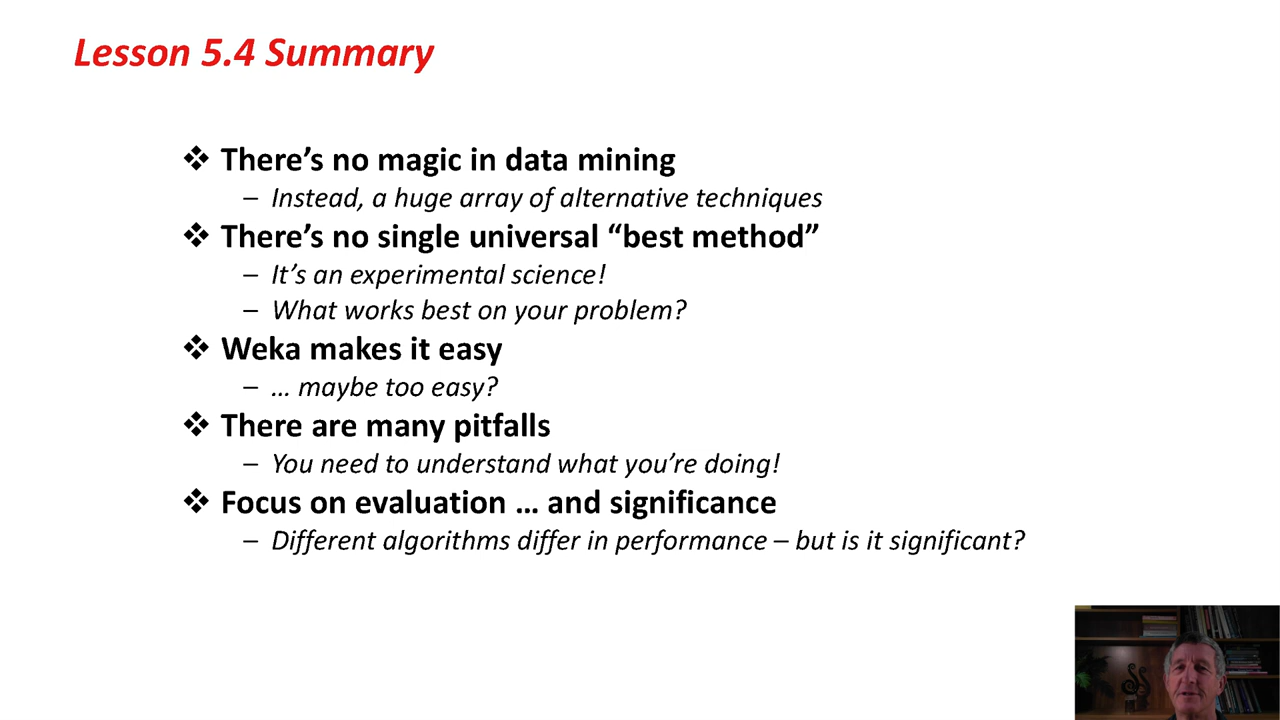 Lesson 5.4 Summary
❖ There’s no magic in data mining
– Instead, a huge array of alternative techniques
❖ There’s no single universal “best method”
– It’s an experimental science!
– What works best on your problem?
❖ Weka makes it easy
– … maybe too easy?
❖ There are many pitfalls
– You need to understand what you’re doing!
❖ Focus on evaluation … and significance
– Different algorithms differ in performance – but is it significant?